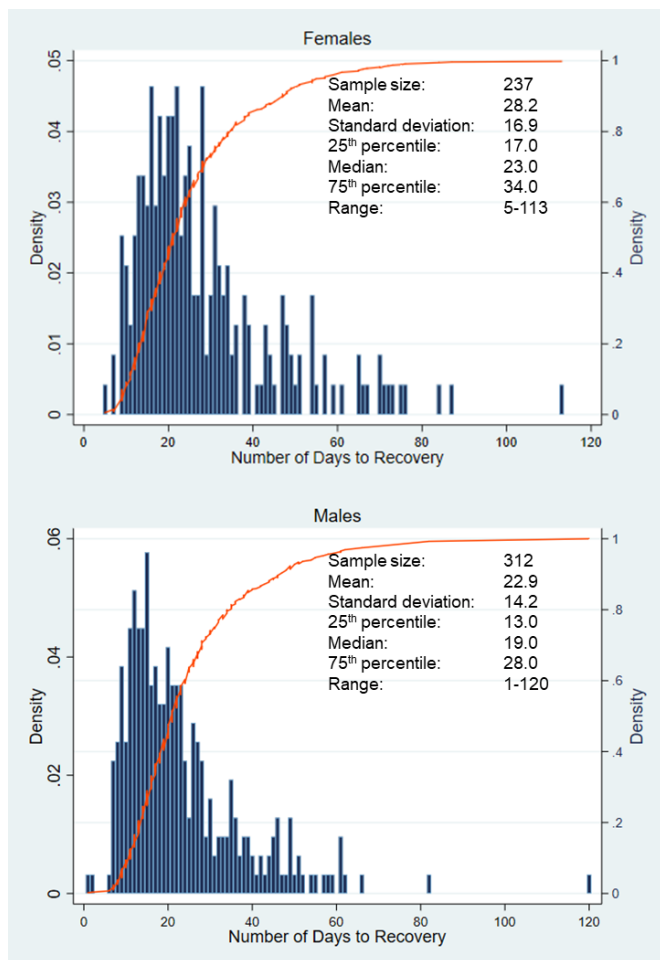 Females
.05
.04
.03
.02
.01
0
Density
1
.8
.6
.4
.2
0
Density
Sample size: 237
Mean: 28.2
Standard deviation: 16.9
25th percentile: 17.0
Median: 23.0
75th percentile: 34.0
Range: 5-113
0 20 40 60 80 100 120
Number of Days to Recovery
Males
.06
.04
.02
0
Density
1
.8
.6
.4
.2
0
Density
Sample size: 312
Mean: 22.9
Standard deviation: 14.2
25th percentile: 13.0
Median: 19.0
75th percentile: 28.0
Range: 1-120
0 20 40 60 80 100 120
Number of Days to Recovery